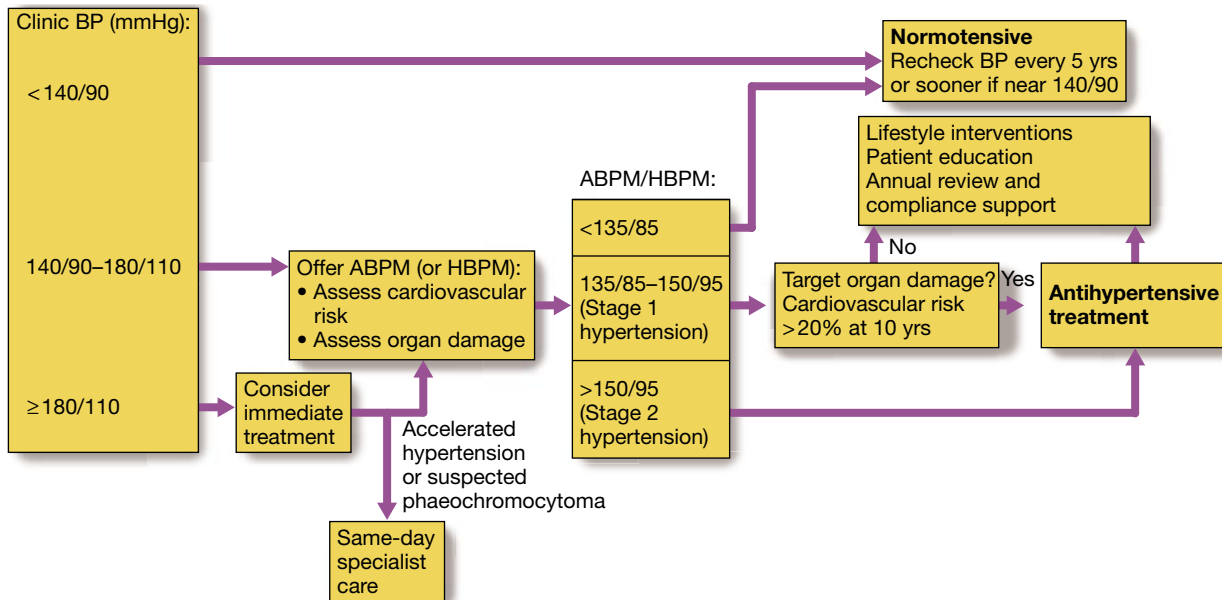 Clinic BP (mmHg):
<140/90
140/90–180/110
≥180/110
Normotensive
Recheck BP every 5 yrs
or sooner if near 140/90
Lifestyle interventions
Patient education
Annual review and
compliance support
ABPM/HBPM:
<135/85
135/85–150/95
(Stage 1
hypertension)
>150/95
(Stage 2
hypertension)
Offer ABPM (or HBPM):
• Assess cardiovascular
risk
• Assess organ damage
No
Target organ damage?
Cardiovascular risk
>20% at 10 yrs
Yes
Antihypertensive
treatment
Consider
immediate
treatment
Accelerated
hypertension
or suspected
phaeochromocytoma
Same-day
specialist
care